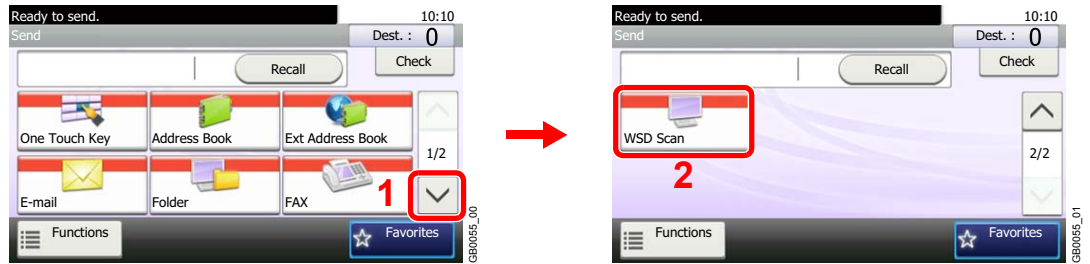 Ready to send.
10:10
Send
Dest. : 0
Recall
Check
One Touch Key
Address Book
Ext Address Book
1/2
E-mail
Folder
FAX
1
Functions
Favorites
GB0055_00
Ready to send.
10:10
Send
Dest. : 0
Recall
Check
WSD Scan
2/2
2
Functions
Favorites
GB0055_01